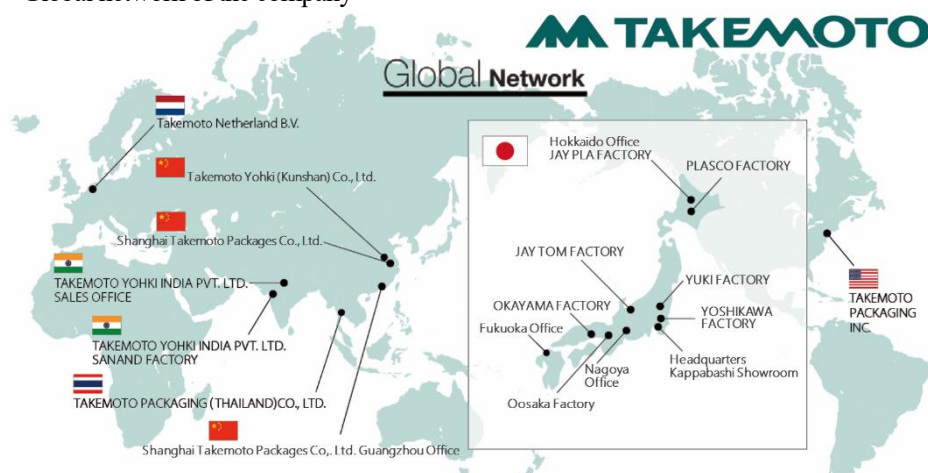 Global network of the company
TAKEMOTO
Global Network
Takemoto Netherland B.V.
Takemoto Yohki (Kunshan) Co., Ltd.
Shanghai Takemoto Packages Co., Ltd.
TAKEMOTO YOHKI INDIA PVT. LTD.
SALES OFFICE
TAKEMOTO YOHKI INDIA PVT. LTD.
SANAND FACTORY
TAKEMOTO PACKAGING (THAILAND)CO., LTD.
Shanghai Takemoto Packages Co,. Ltd. Guangzhou Office
Hokkaido Office
JAY PLA FACTORY
PLASCO FACTORY
JAY TOM FACTORY
YUKI FACTORY
OKAYAMA FACTORY
YOSHIKAWA
FACTORY
Fukuoka Office
Headquarters
Kappabashi Showroom
Nagoya
Office
Oosaka Factory
TAKEMOTO
PACKAGING
INC.